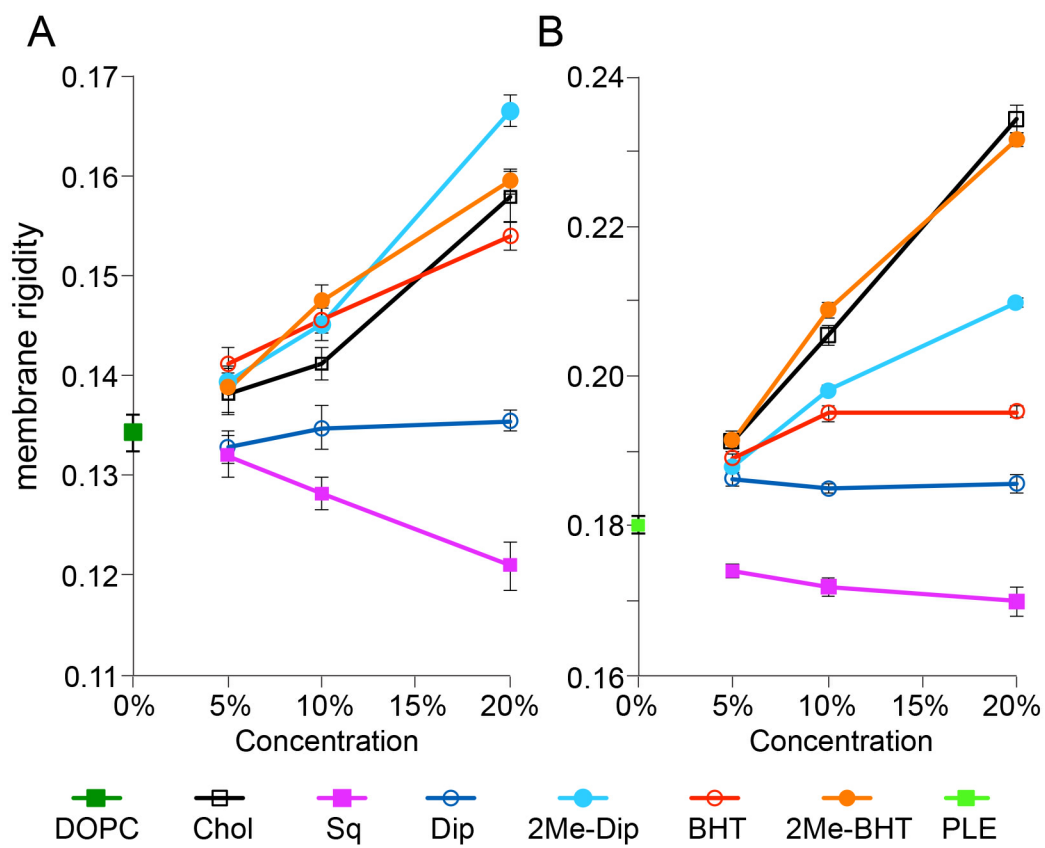 A
B
membrane rigidity
0.17
0.16
0.15
0.14
0.13
0.12
0.11
0% 5% 10% 15% 20%
Concentration
0.24
0.22
0.20
0.18
0.16
0% 5% 10% 15% 20%
Concentration
DOPC Chol Sq Dip 2Me-Dip BHT 2Me-BHT PLE